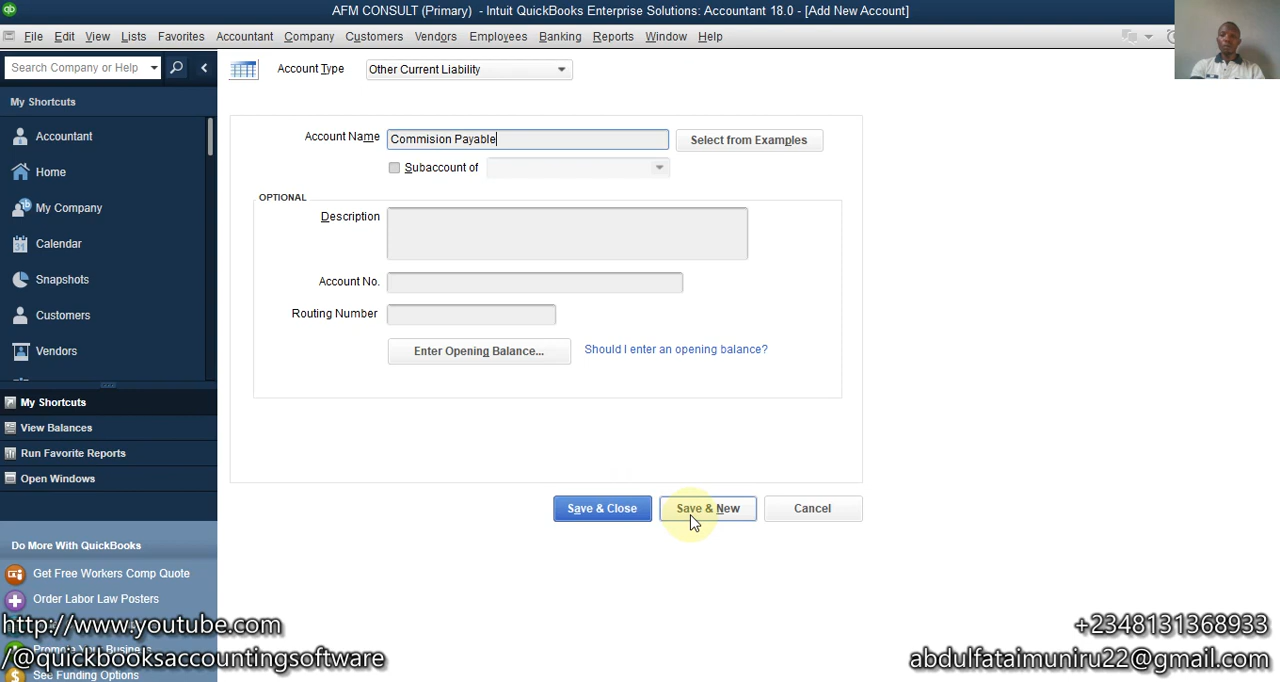 AFM CONSULT (Primary) - Intuit QuickBooks Enterprise Solutions: Accountant 18.0 - [Add New Account]
File Edit View Lists Favorites Accountant Company Customers Vendors Employees Banking Reports Window Help
Search Company or Help
Account Type Other Current Liability
My Shortcuts
Accountant
Home
My Company
Calendar
Snapshots
Customers
Vendors
My Shortcuts
View Balances
Run Favorite Reports
Open Windows
Do More With QuickBooks
Get Free Workers Comp Quote
Order Labor Law Posters
Account Name Commision Payable Select from Examples
Subaccount of
OPTIONAL
Description
Account No.
Routing Number
Enter Opening Balance... Should I enter an opening balance?
Save & Close Save & New Cancel
http://www.youtube.com
/@quickbooksaccountingsoftware
See Funding Options
+2348131368933
abdulfataimuniru22@gmail.com